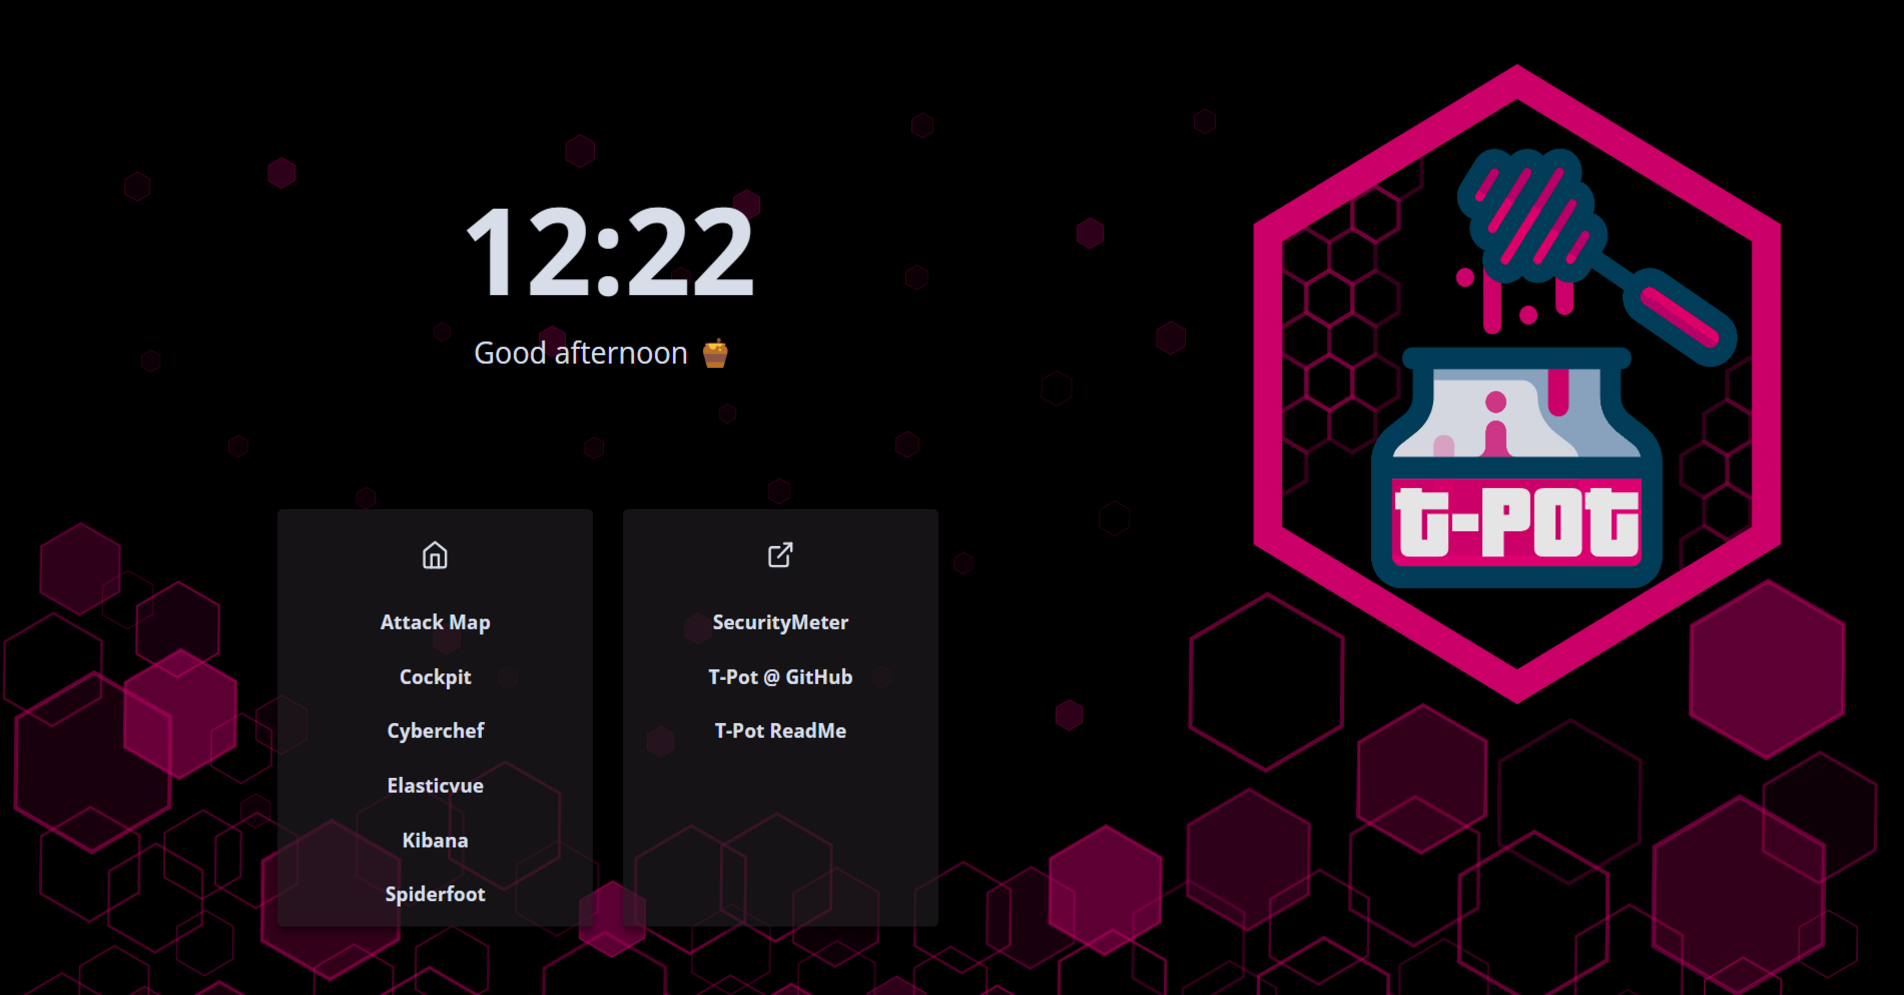 12:22
Good afternoon
Attack Map
Cockpit
Cyberchef
Elasticvue
Kibana
Spiderfoot
SecurityMeter
T-Pot @ GitHub
T-Pot ReadMe
t-pot